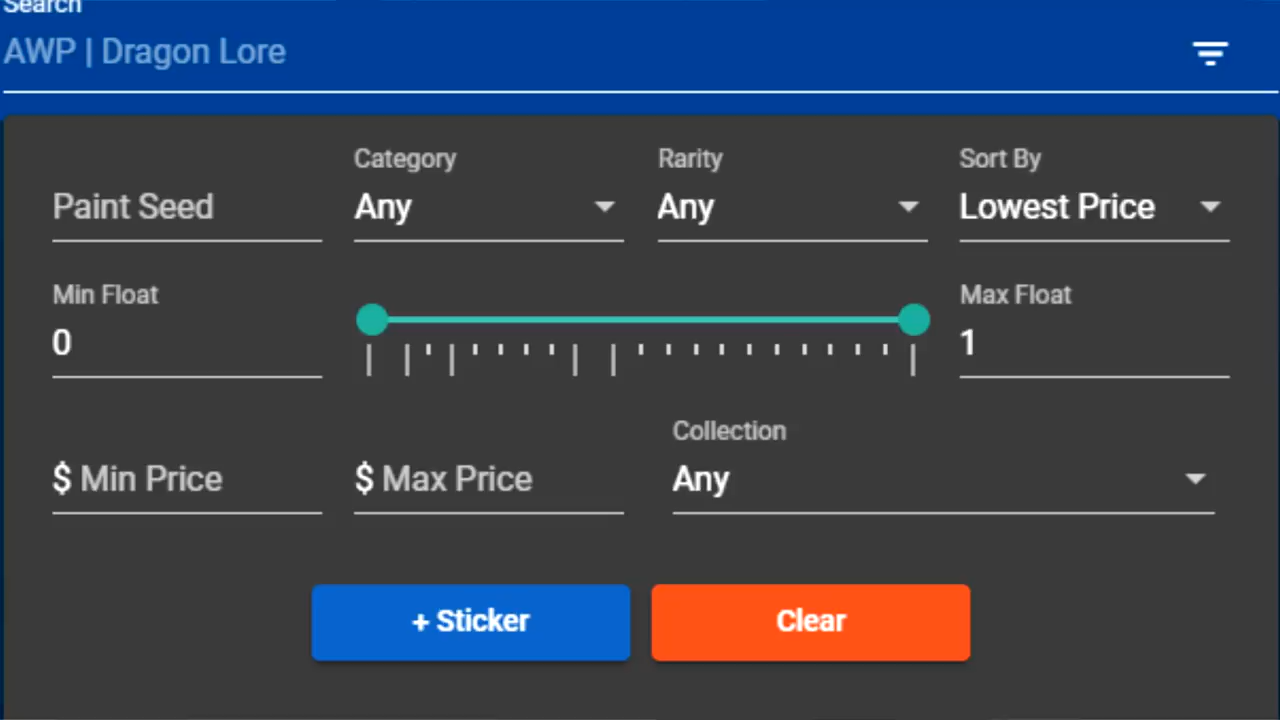 Search
AWP | Dragon Lore
Category
Rarity
Sort By
Paint Seed
Any
Any
Lowest Price
Min Float
Max Float
0
1
Collection
$ Min Price
$ Max Price
Any
+ Sticker
Clear